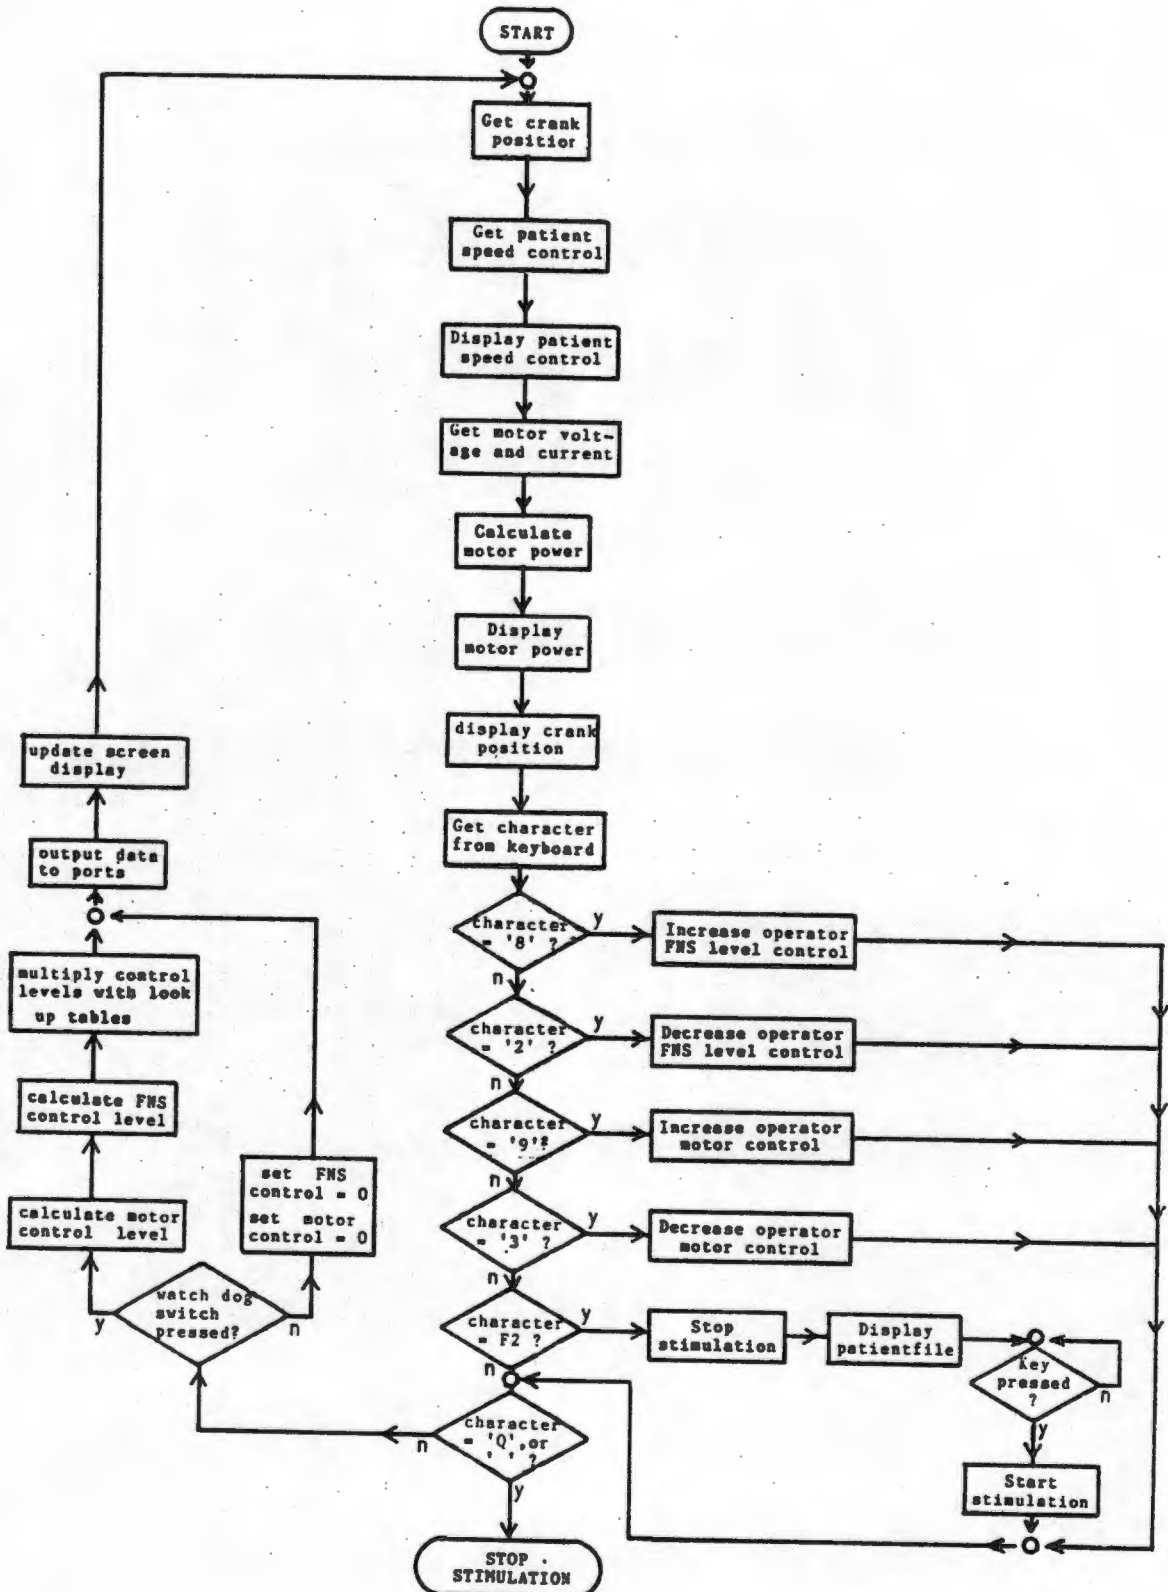 START
Get crank
position
Get patient
speed control
Display patient
speed control
Get motor volt-
age and current
Calculate
motor power
Display
motor power
display crank
position
Get character
from keyboard
character
= '8' ?
y
Increase operator
FNS level control
n
character
= '2' ?
y
Decrease operator
FNS level control
n
character
= '9'?
y
Increase operator
motor control
n
character
= '3' ?
y
Decrease operator
motor control
n
character
= F2 ?
y
Stop
stimulation
Display
patientfile
Key
pressed
?
n
y
Start
stimulation
n
character
= 'Q',or
' ' ?
n
y
STOP
STIMULATION
watch dog
switch
pressed?
y
n
calculate motor
control level
calculate FNS
control level
multiply control
levels with look
up tables
set FNS
control = 0
set motor
control = 0
output data
to ports
update screen
display